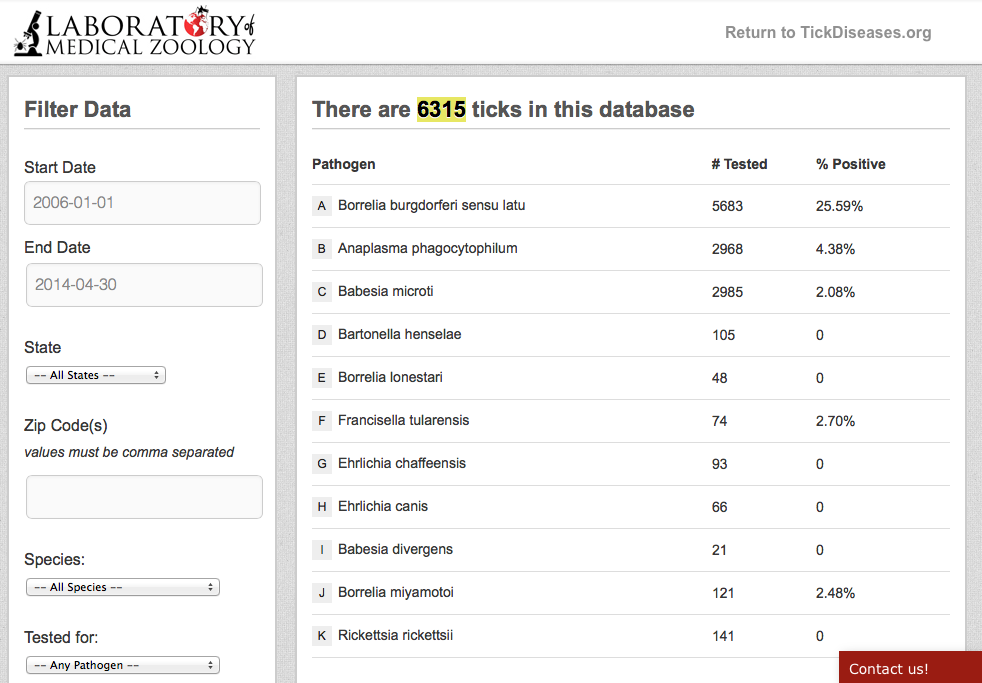 LABORATORY of
MEDICAL ZOOLOGY
Return to TickDiseases.org
Filter Data
Start Date
2006-01-01
End Date
2014-04-30
State
-- All States --
Zip Code(s)
values must be comma separated
Species:
-- All Species --
Tested for:
-- Any Pathogen --
There are 6315 ticks in this database
Pathogen # Tested % Positive
A Borrelia burgdorferi sensu latu 5683 25.59%
B Anaplasma phagocytophilum 2968 4.38%
C Babesia microti 2985 2.08%
D Bartonella henselae 105 0
E Borrelia lonestari 48 0
F Francisella tularensis 74 2.70%
G Ehrlichia chaffeensis 93 0
H Ehrlichia canis 66 0
I Babesia divergens 21 0
J Borrelia miyamotoi 121 2.48%
K Rickettsia rickettsii 141 0
Contact us!